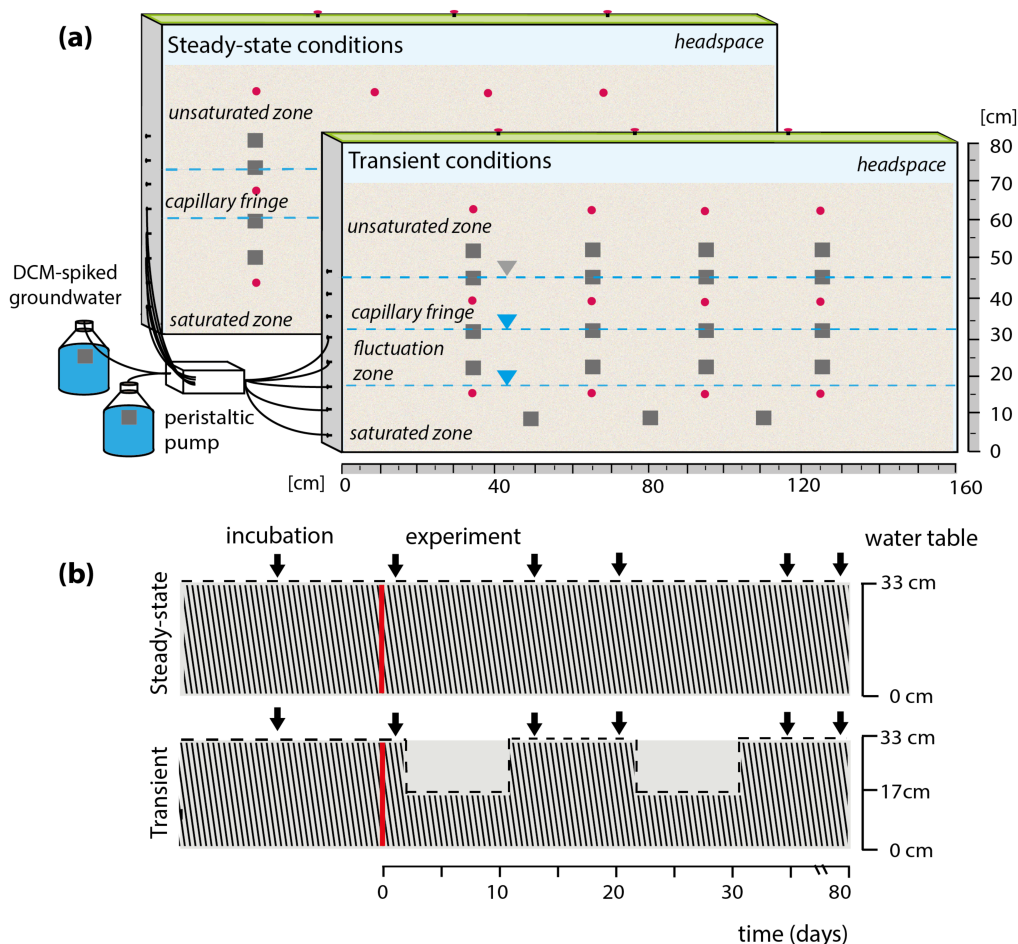 (a)
Steady-state conditions
headspace
unsaturated zone
capillary fringe
saturated zone
DCM-spiked
groundwater
peristaltic
pump
Transient conditions
headspace
unsaturated zone
capillary fringe
fluctuation
zone
saturated zone
[cm]
80
70
60
50
40
30
20
10
0
[cm] 0 40 80 120 160
(b)
incubation experiment water table
Steady-state
33 cm
0 cm
Transient
33 cm
17cm
0 cm
0 10 20 30 80
time (days)